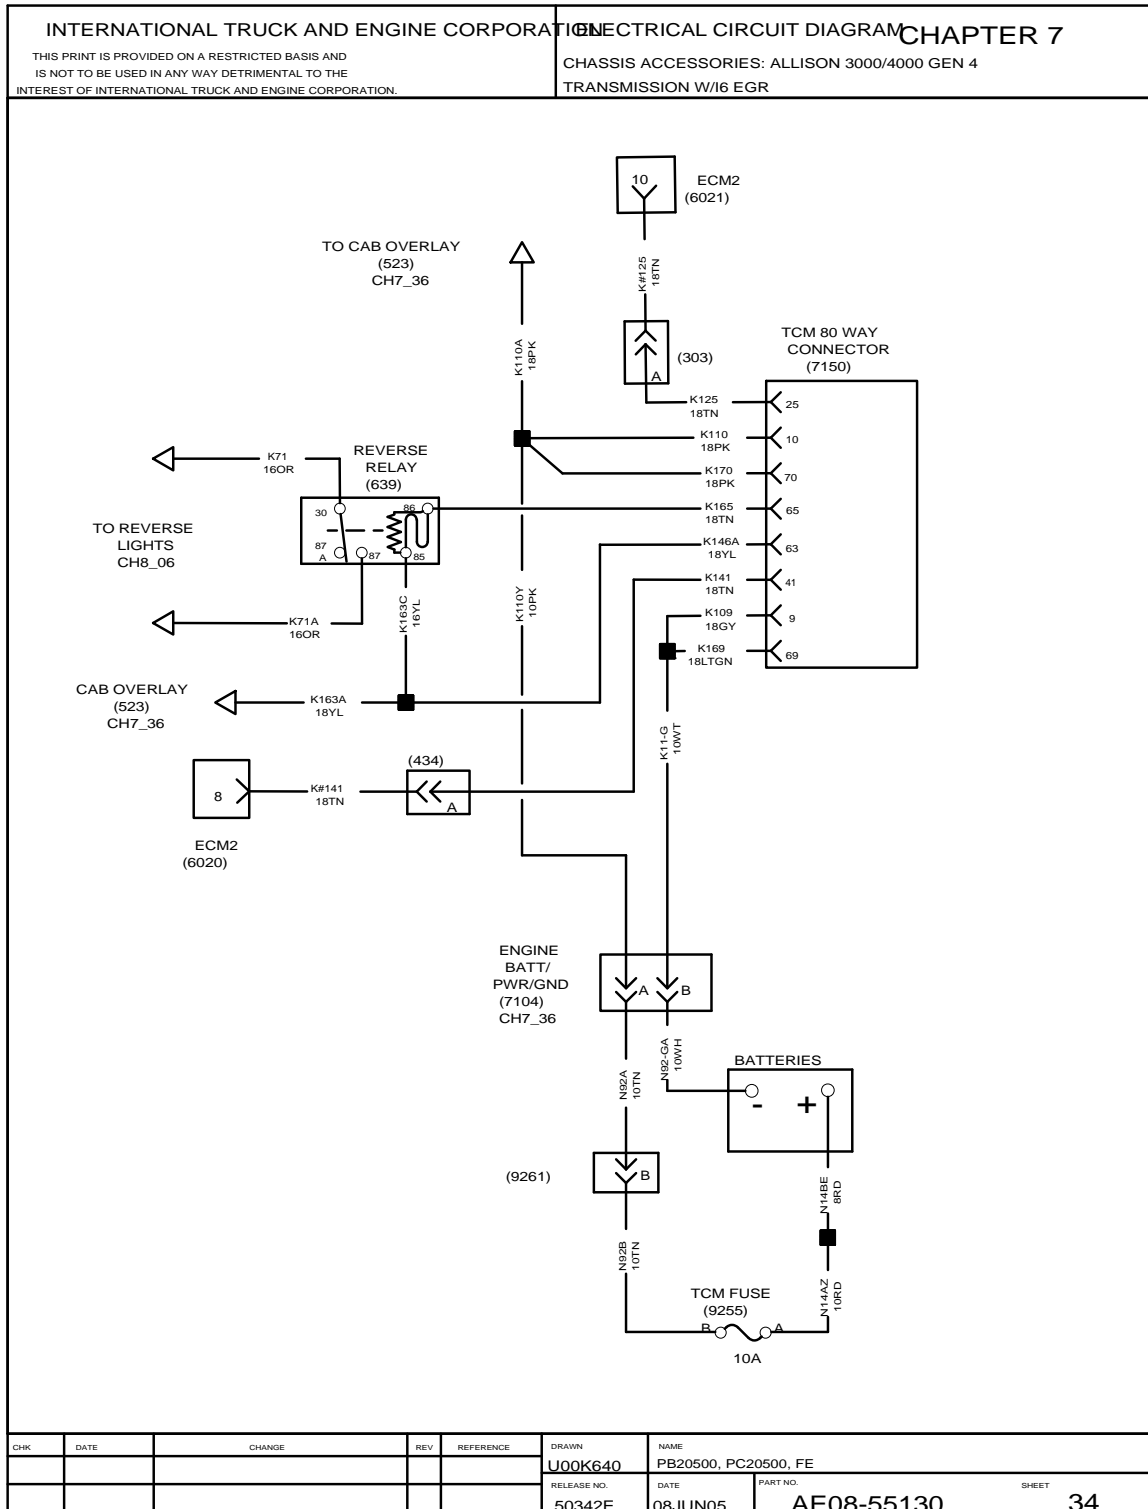 INTERNATIONAL TRUCK AND ENGINE CORPORATION
THIS PRINT IS PROVIDED ON A RESTRICTED BASIS AND
IS NOT TO BE USED IN ANY WAY DETRIMENTAL TO THE
INTEREST OF INTERNATIONAL TRUCK AND ENGINE CORPORATION.
ELECTRICAL CIRCUIT DIAGRAM
CHAPTER 7
CHASSIS ACCESSORIES: ALLISON 3000/4000 GEN 4
TRANSMISSION W/I6 EGR
10
ECM2
(6021)
K#125
18TN
TO CAB OVERLAY
(523)
CH7_36
K110A
18PK
(303)
A
TCM 80 WAY
CONNECTOR
(7150)
K125
18TN
25
K110
18PK
10
K170
18PK
70
K165
18TN
65
K146A
18YL
63
K141
18TN
41
K109
18GY
9
K169
18LTGN
69
K71
16OR
REVERSE
RELAY
(639)
30
86
87
A
87
85
TO REVERSE
LIGHTS
CH8_06
K71A
16OR
K163C
16YL
K110Y
10PK
CAB OVERLAY
(523)
CH7_36
K163A
18YL
K11-G
10WT
(434)
A
8
K#141
18TN
ECM2
(6020)
ENGINE
BATT/
PWR/GND
(7104)
CH7_36
A
B
N92A
10TN
N92-GA
10WH
BATTERIES
-
+
(9261)
B
N14BE
8RD
N92B
10TN
N14AZ
10RD
TCM FUSE
(9255)
B
A
10A
CHK
DATE
CHANGE
REV
REFERENCE
DRAWN
U00K640
NAME
PB20500, PC20500, FE
RELEASE NO.
50342F
DATE
08JUN05
PART NO.
AE08-55130
SHEET
34